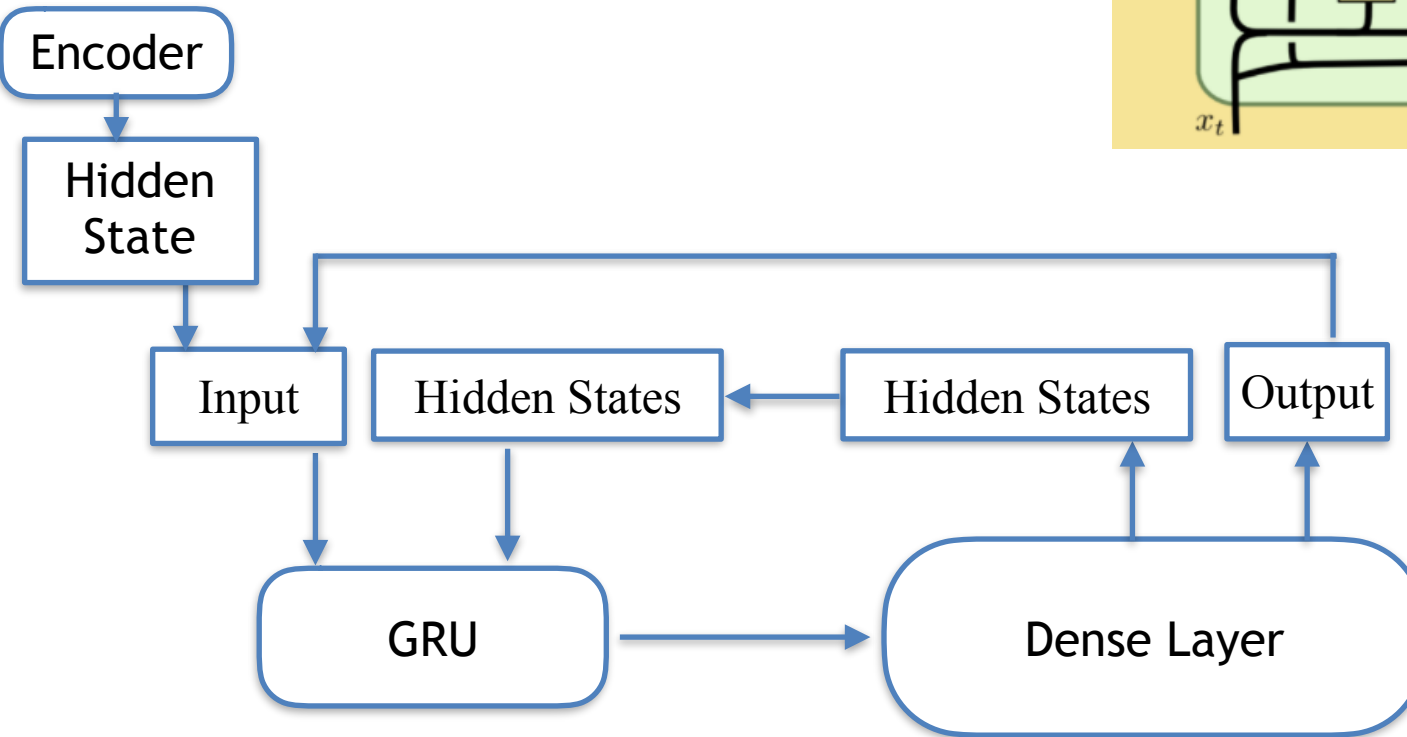 Encoder
x_t
Hidden
State
Input
Hidden States
Hidden States
Output
GRU
Dense Layer